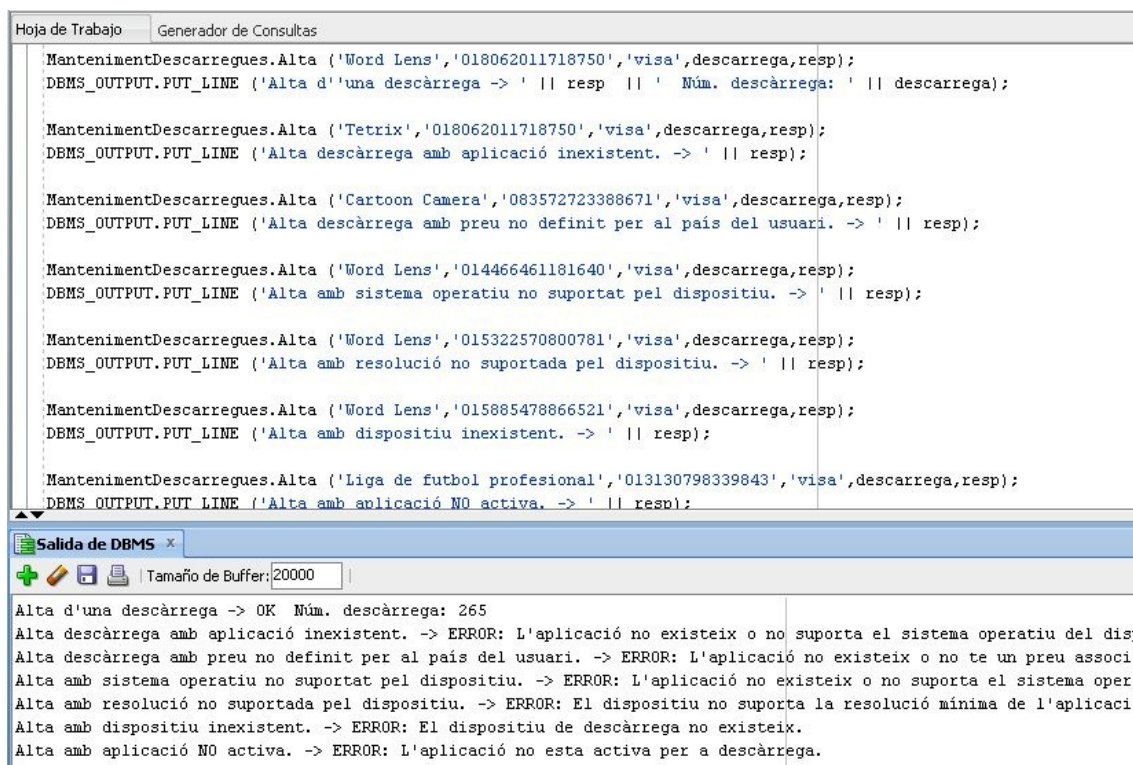 Hoja de Trabajo Generador de Consultas
MantenimentDescarregues.Alta ('Word Lens','018062011718750','visa',descarrega,resp);
DBMS_OUTPUT.PUT_LINE ('Alta d''una descàrrega -> ' || resp || ' Núm. descàrrega: ' || descarrega);
MantenimentDescarregues.Alta ('Tetrix','018062011718750','visa',descarrega,resp);
DBMS_OUTPUT.PUT_LINE ('Alta descàrrega amb aplicació inexistent. -> ' || resp);
MantenimentDescarregues.Alta ('Cartoon Camera','083572723388671','visa',descarrega,resp);
DBMS_OUTPUT.PUT_LINE ('Alta descàrrega amb preu no definit per al país del usuari. -> ' || resp);
MantenimentDescarregues.Alta ('Word Lens','014466461181640','visa',descarrega,resp);
DBMS_OUTPUT.PUT_LINE ('Alta amb sistema operatiu no suportat pel dispositiu. -> ' || resp);
MantenimentDescarregues.Alta ('Word Lens','015322570800781','visa',descarrega,resp);
DBMS_OUTPUT.PUT_LINE ('Alta amb resolució no suportada pel dispositiu. -> ' || resp);
MantenimentDescarregues.Alta ('Word Lens','015885478866521','visa',descarrega,resp);
DBMS_OUTPUT.PUT_LINE ('Alta amb dispositiu inexistent. -> ' || resp);
MantenimentDescarregues.Alta ('Liga de futbol profesional','013130798339843','visa',descarrega,resp);
DBMS_OUTPUT.PUT_LINE ('Alta amb aplicació NO activa. -> ' || resp);
Salida de DBMS x
Tamaño de Buffer: 20000
Alta d'una descàrrega -> OK Núm. descàrrega: 265
Alta descàrrega amb aplicació inexistent. -> ERROR: L'aplicació no existeix o no suporta el sistema operatiu del dis
Alta descàrrega amb preu no definit per al país del usuari. -> ERROR: L'aplicació no existeix o no te un preu associ
Alta amb sistema operatiu no suportat pel dispositiu. -> ERROR: L'aplicació no existeix o no suporta el sistema oper
Alta amb resolució no suportada pel dispositiu. -> ERROR: El dispositiu no suporta la resolució mínima de l'aplicaci
Alta amb dispositiu inexistent. -> ERROR: El dispositiu de descàrrega no existeix.
Alta amb aplicació NO activa. -> ERROR: L'aplicació no esta activa per a descàrrega.